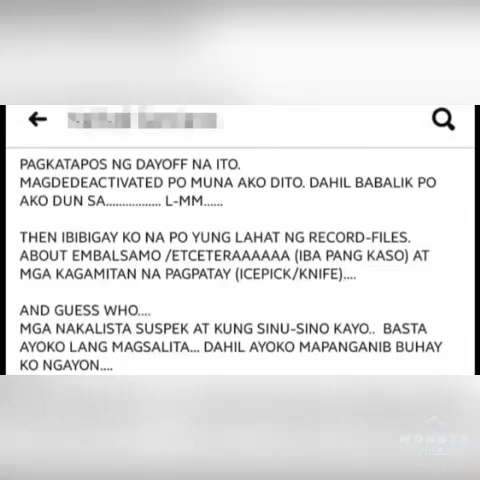 PAGKATAPOS NG DAYOFF NA ITO.
MAGDEDEACTIVATED PO MUNA AKO DITO. DAHIL BABALIK PO
AKO DUN SA................. L-MM......
THEN IBIBIGAY KO NA PO YUNG LAHAT NG RECORD-FILES.
ABOUT EMBALSAMO /ETCETERAAAAAA (IBA PANG KASO) AT
MGA KAGAMITAN NA PAGPATAY (ICEPICK/KNIFE)....
AND GUESS WHO....
MGA NAKALISTA SUSPEK AT KUNG SINU-SINO KAYO.. BASTA
AYOKO LANG MAGSALITA... DAHIL AYOKO MAPANGANIB BUHAY
KO NGAYON....